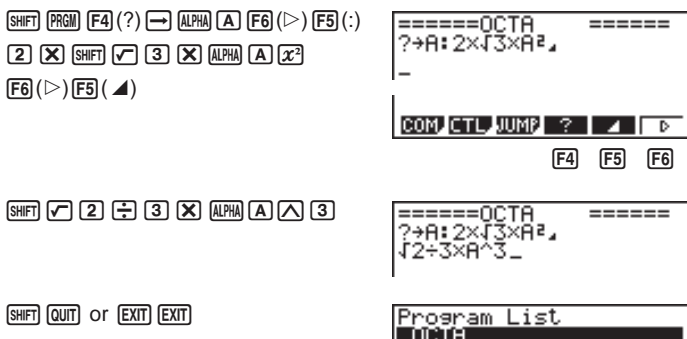 SHIFT PRGM F4 (?) → ALPHA A F6 (▷) F5 (:)
2 X SHIFT √ 3 X ALPHA A x²
F6 (▷) F5 (◢)
======OCTA ======
?→A:2×√3×A²◢
_
COM CTL JUMP ? ◢ ▷
F4 F5 F6
SHIFT √ 2 ÷ 3 X ALPHA A ∧ 3
======OCTA ======
?→A:2×√3×A²◢
√2÷3×A^3_
SHIFT QUIT or EXIT EXIT
Program List
OCTA